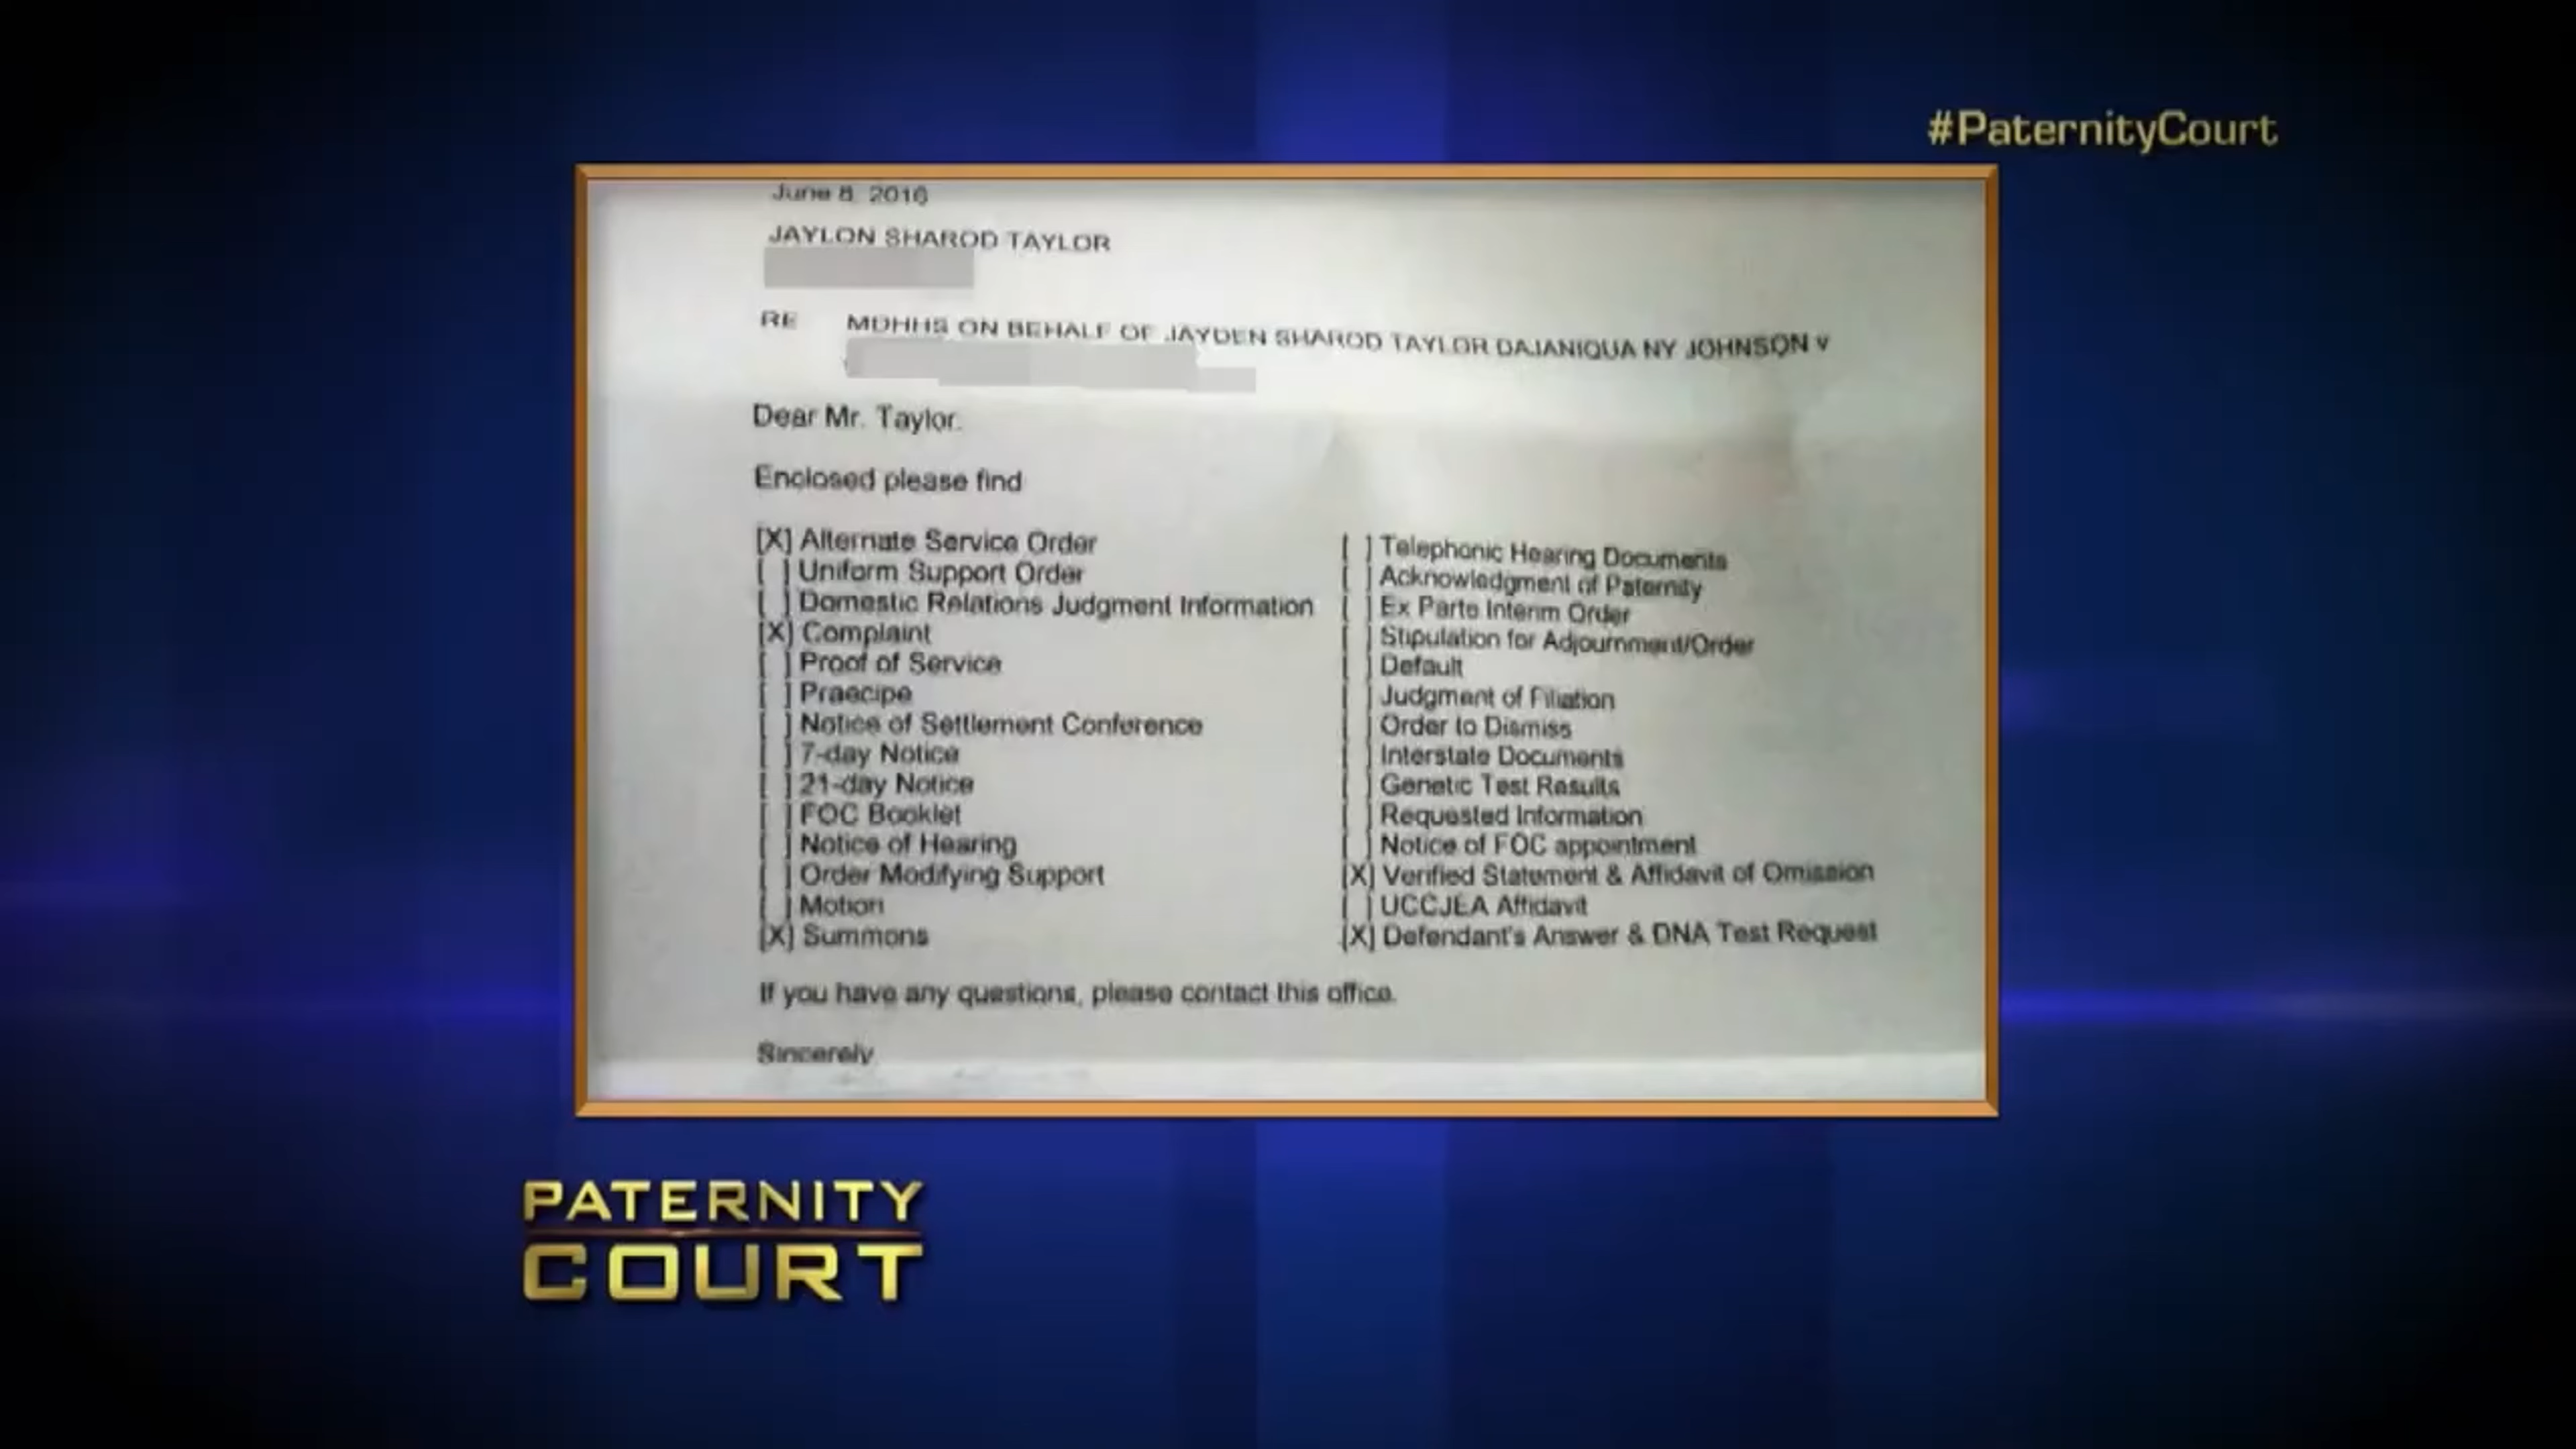 #PaternityCourt
June 8, 2016
JAYLON SHAROD TAYLOR
RE MDHHS ON BEHALF OF JAYDEN SHAROD TAYLOR DAJANIQUA NY JOHNSON v
Dear Mr. Taylor.
Enclosed please find
[X] Alternate Service Order
[ ] Uniform Support Order
[ ] Domestic Relations Judgment Information
[X] Complaint
[ ] Proof of Service
[ ] Praecipe
[ ] Notice of Settlement Conference
[ ] 7-day Notice
[ ] 21-day Notice
[ ] FOC Booklet
[ ] Notice of Hearing
[ ] Order Modifying Support
[ ] Motion
[X] Summons
[ ] Telephonic Hearing Documents
[ ] Acknowledgment of Paternity
[ ] Ex Parte Interim Order
[ ] Stipulation for Adjournment/Order
[ ] Default
[ ] Judgment of Filiation
[ ] Order to Dismiss
[ ] Interstate Documents
[ ] Genetic Test Results
[ ] Requested Information
[ ] Notice of FOC appointment
[X] Verified Statement & Affidavit of Omission
[ ] UCCJEA Affidavit
[X] Defendant's Answer & DNA Test Request
If you have any questions, please contact this office.
Sincerely
PATERNITY
COURT